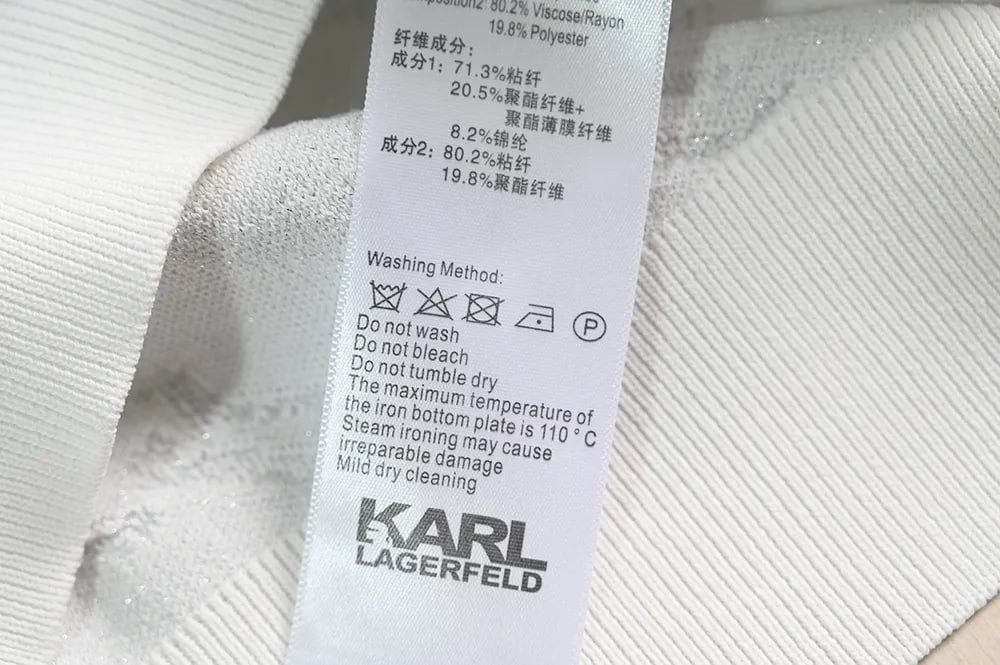 composition2: 80.2% Viscose/Rayon
19.8% Polyester
纤维成分：
成分1：71.3%粘纤
20.5%聚酯纤维+
聚酯薄膜纤维
8.2%锦纶
成分2：80.2%粘纤
19.8%聚酯纤维
Washing Method:
P
Do not wash
Do not bleach
Do not tumble dry
The maximum temperature of
the iron bottom plate is 110 ° C
Steam ironing may cause
irreparable damage
Mild dry cleaning
KARL
LAGERFELD